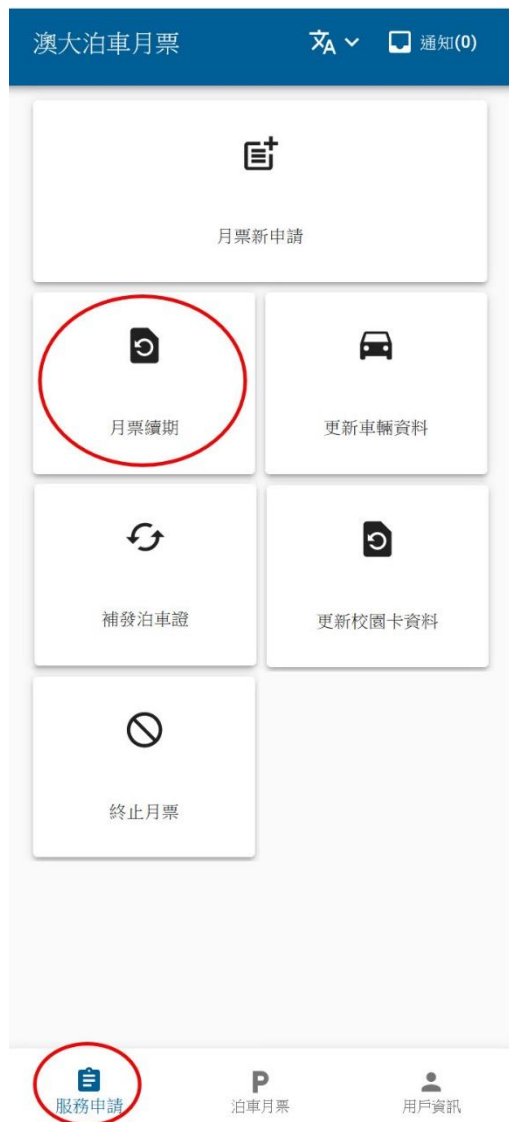 澳大泊車月票
通知(0)
月票新申請
月票續期
更新車輛資料
補發泊車證
更新校園卡資料
終止月票
服務申請
P
泊車月票
用戶資訊